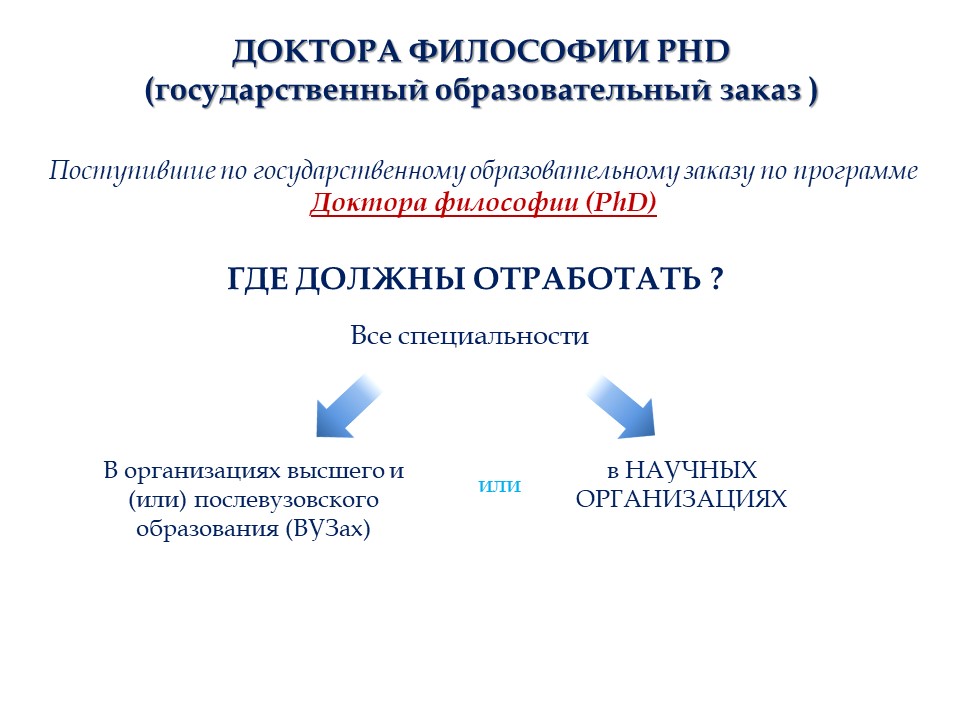 ДОКТОРА ФИЛОСОФИИ PHD
(государственный образовательный заказ )
Поступившие по государственному образовательному заказу по программе
Доктора философии (PhD)
ГДЕ ДОЛЖНЫ ОТРАБОТАТЬ ?
Все специальности
В организациях высшего и
(или) послевузовского
образования (ВУЗах)
или
в НАУЧНЫХ
ОРГАНИЗАЦИЯХ